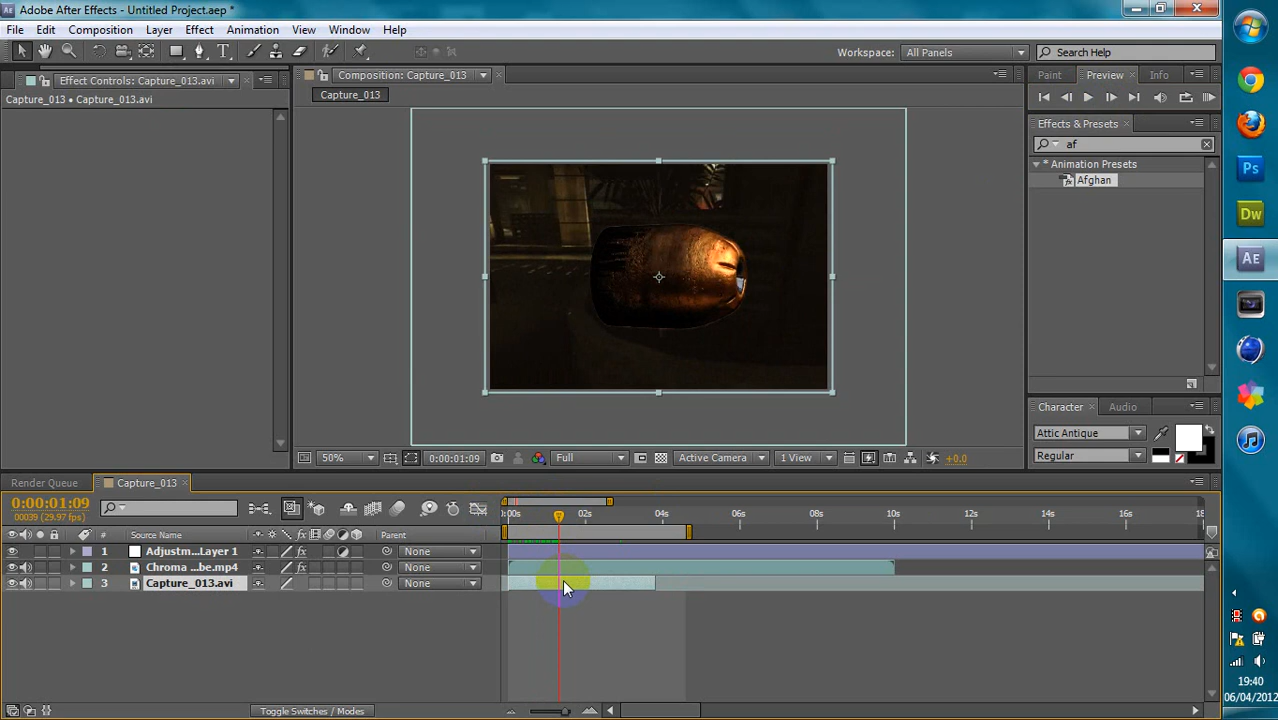 Adobe After Effects - Untitled Project.aep *
File Edit Composition Layer Effect Animation View Window Help
Workspace: All Panels Search Help
Effect Controls: Capture_013.avi
Composition: Capture_013
Paint Preview Info
Capture_013 • Capture_013.avi
Capture_013
Effects & Presets
af
* Animation Presets
Afghan
Character Audio
Attic Antique
Regular
50% 0:00:01:09 Full Active Camera 1 View +0.0
Render Queue Capture_013
0:00:01:09
00039 (29.97 fps)
:00s 02s 04s 06s 08s 10s 12s 14s 16s 18
# Source Name Parent
1 Adjustm...Layer 1 None
2 Chroma ...be.mp4 None
3 Capture_013.avi None
Toggle Switches / Modes
Ps
Dw
AE
19:40
06/04/2012